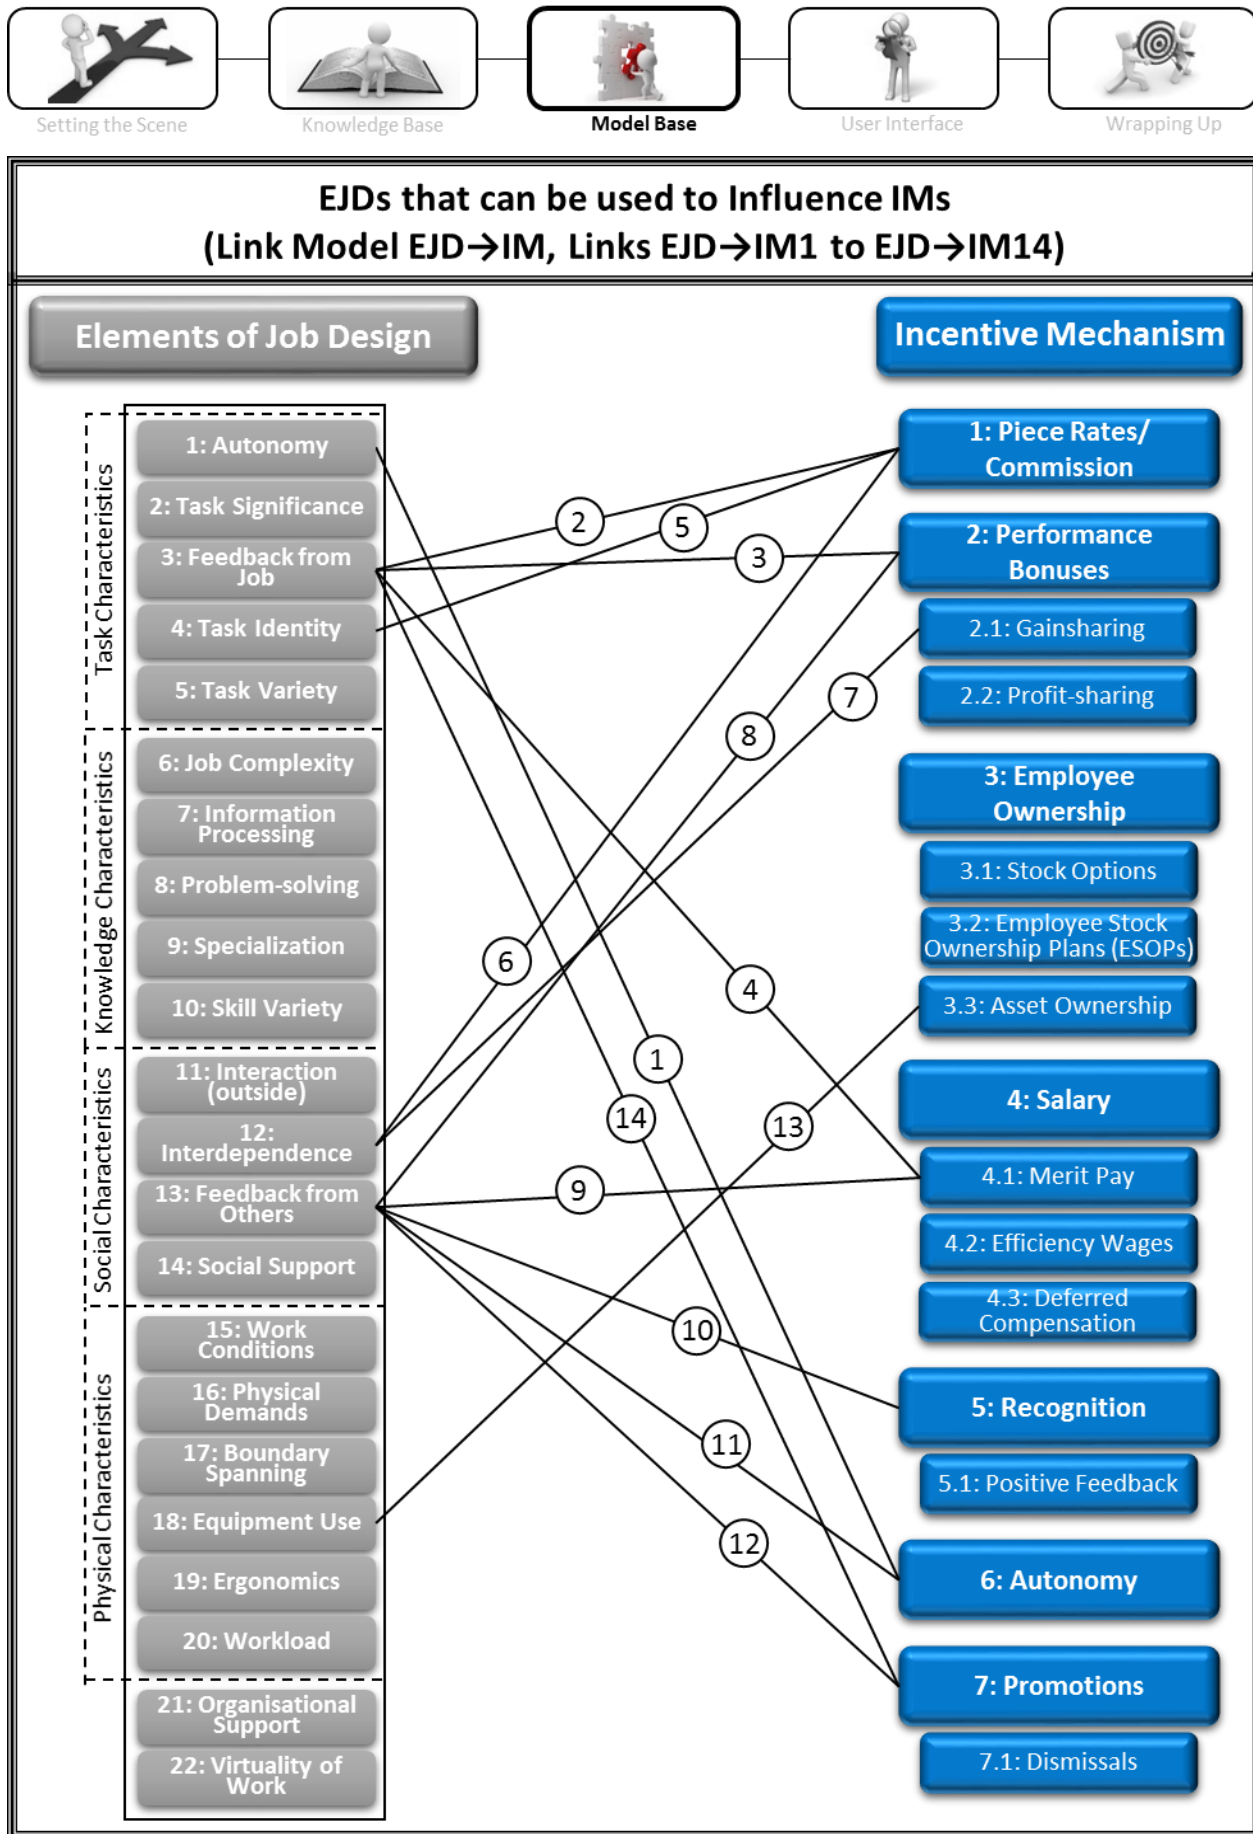 Setting the Scene
Knowledge Base
Model Base
User Interface
Wrapping Up
EJDs that can be used to Influence IMs
(Link Model EJD→IM, Links EJD→IM1 to EJD→IM14)
Elements of Job Design
Incentive Mechanism
Task Characteristics
1: Autonomy
2: Task Significance
3: Feedback from
Job
4: Task Identity
5: Task Variety
Knowledge Characteristics
6: Job Complexity
7: Information
Processing
8: Problem-solving
9: Specialization
10: Skill Variety
Social Characteristics
11: Interaction
(outside)
12:
Interdependence
13: Feedback from
Others
14: Social Support
Physical Characteristics
15: Work
Conditions
16: Physical
Demands
17: Boundary
Spanning
18: Equipment Use
19: Ergonomics
20: Workload
21: Organisational
Support
22: Virtuality of
Work
2
5
3
7
8
6
4
1
14
13
9
10
11
12
1: Piece Rates/
Commission
2: Performance
Bonuses
2.1: Gainsharing
2.2: Profit-sharing
3: Employee
Ownership
3.1: Stock Options
3.2: Employee Stock
Ownership Plans (ESOPs)
3.3: Asset Ownership
4: Salary
4.1: Merit Pay
4.2: Efficiency Wages
4.3: Deferred
Compensation
5: Recognition
5.1: Positive Feedback
6: Autonomy
7: Promotions
7.1: Dismissals